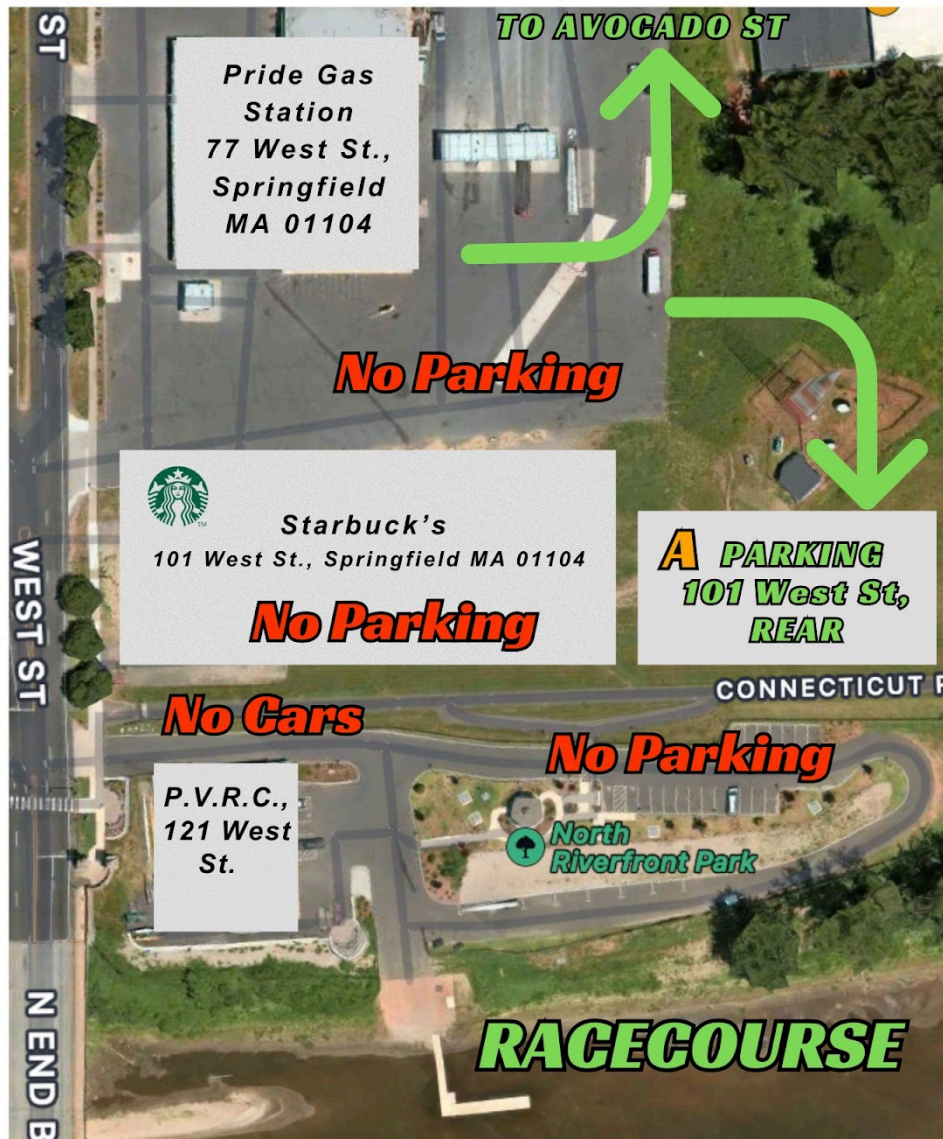 ST
TO AVOCADO ST
Pride Gas
Station
77 West St.,
Springfield
MA 01104
No Parking
TM
Starbuck's
101 West St., Springfield MA 01104
No Parking
A PARKING
101 West St,
REAR
WEST ST
CONNECTICUT
No Cars
No Parking
P.V.R.C.,
121 West
St.
North
Riverfront Park
RACECOURSE
N END B